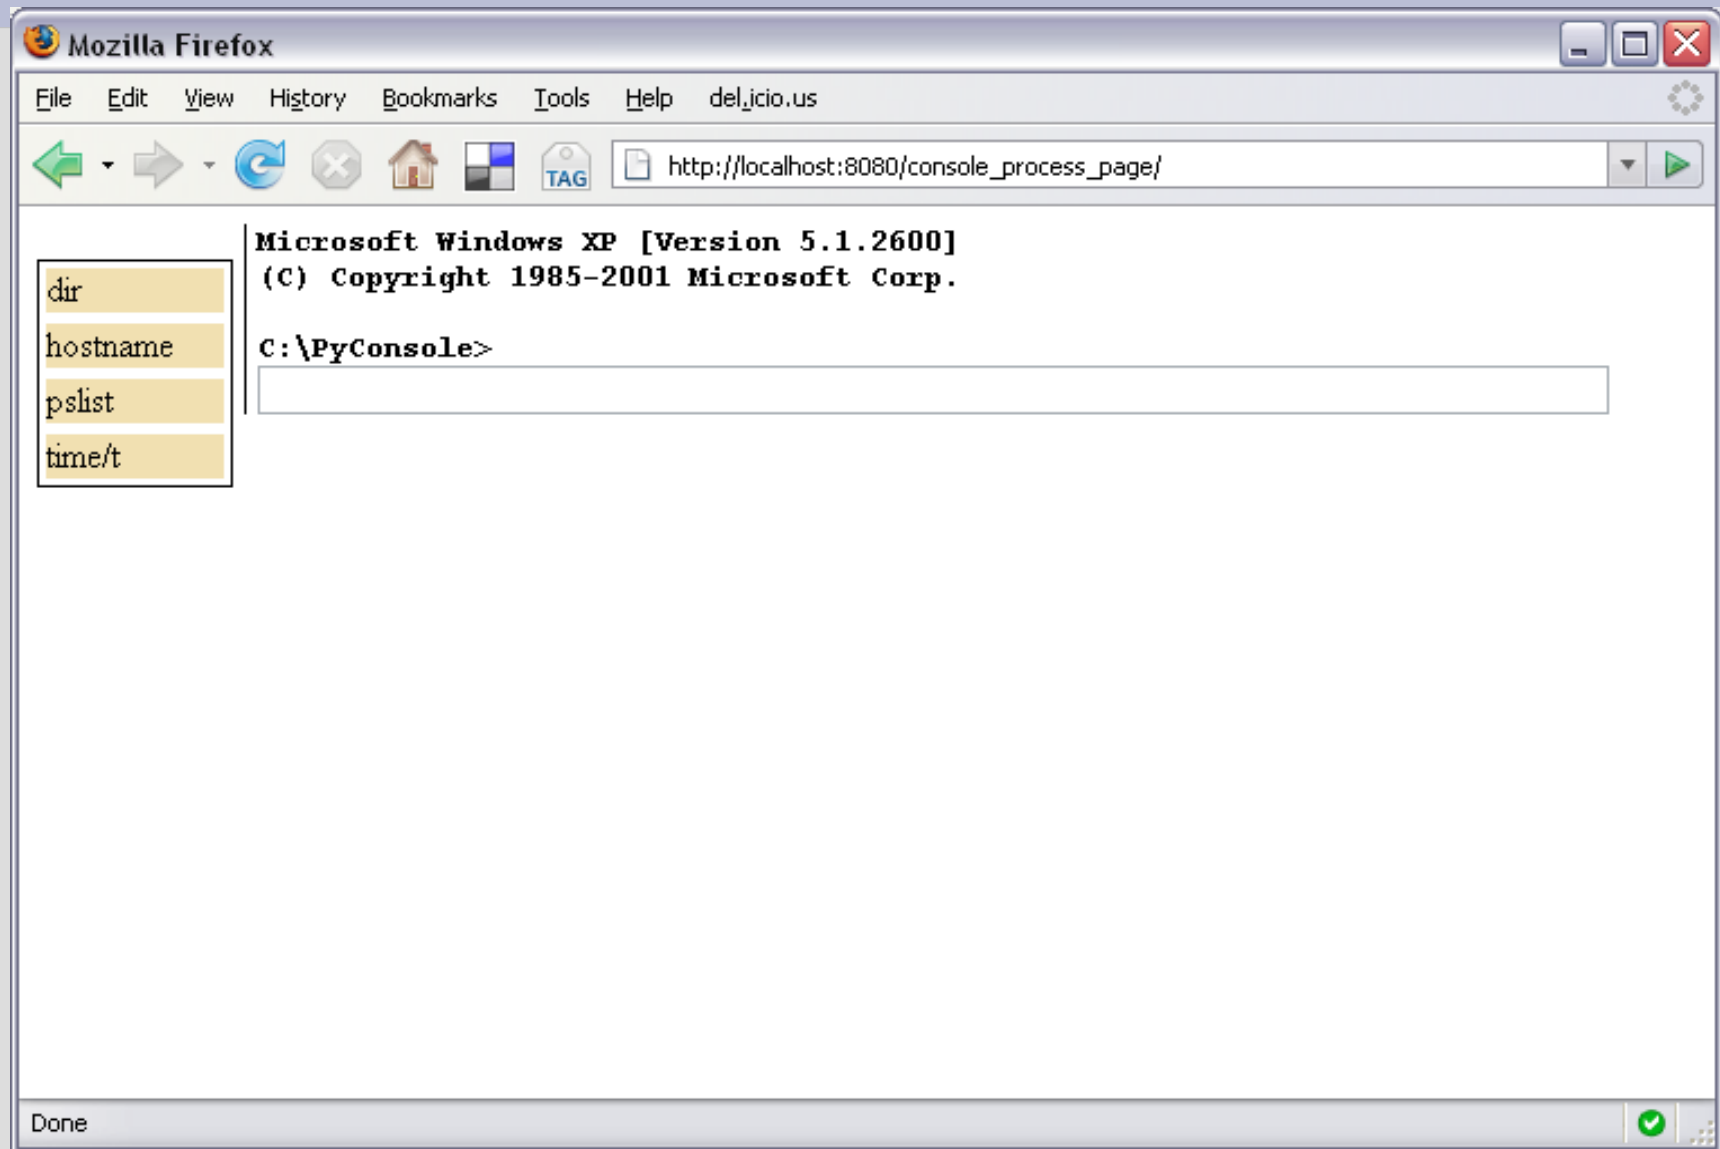 Mozilla Firefox
File Edit View History Bookmarks Tools Help del.icio.us
TAG http://localhost:8080/console_process_page/
dir
hostname
pslist
time/t
Microsoft Windows XP [Version 5.1.2600]
(C) Copyright 1985-2001 Microsoft Corp.
C:\PyConsole>
Done